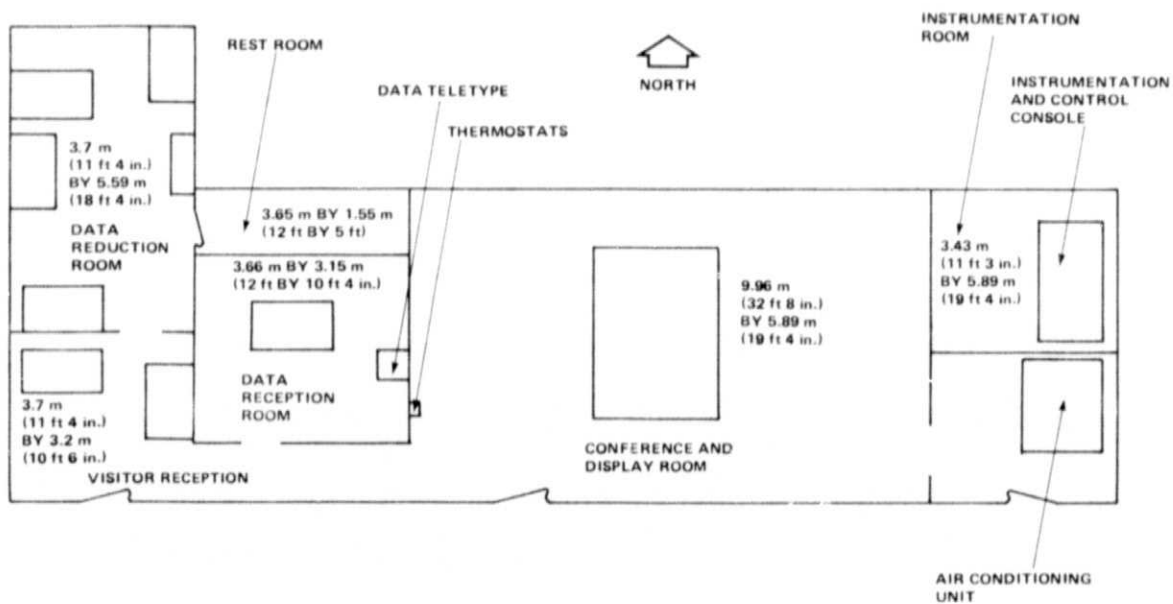 INSTRUMENTATION
ROOM
REST ROOM
NORTH
INSTRUMENTATION
AND CONTROL
CONSOLE
DATA TELETYPE
THERMOSTATS
3.7 m
(11 ft 4 in.)
BY 5.59 m
(18 ft 4 in.)
DATA
REDUCTION
ROOM
3.65 m BY 1.55 m
(12 ft BY 5 ft)
3.66 m BY 3.15 m
(12 ft BY 10 ft 4 in.)
9.96 m
(32 ft 8 in.)
BY 5.89 m
(19 ft 4 in.)
3.43 m
(11 ft 3 in.)
BY 5.89 m
(19 ft 4 in.)
DATA
RECEPTION
ROOM
3.7 m
(11 ft 4 in.)
BY 3.2 m
(10 ft 6 in.)
VISITOR RECEPTION
CONFERENCE AND
DISPLAY ROOM
AIR CONDITIONING
UNIT